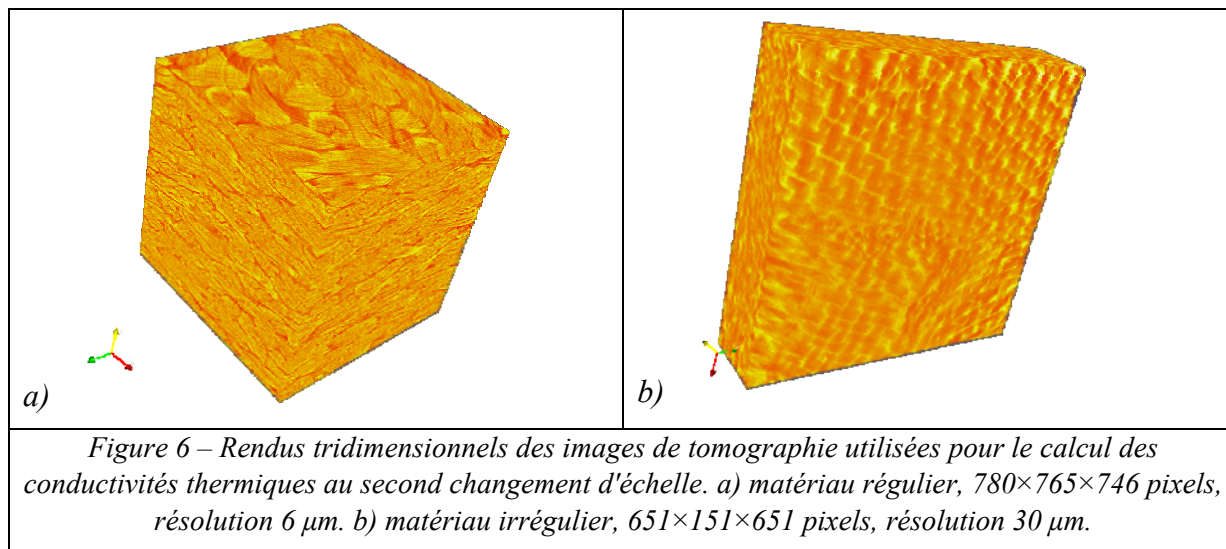 a)
b)
Figure 6 – Rendus tridimensionnels des images de tomographie utilisées pour le calcul des
conductivités thermiques au second changement d'échelle. a) matériau régulier, 780×765×746 pixels,
résolution 6 µm. b) matériau irrégulier, 651×151×651 pixels, résolution 30 µm.